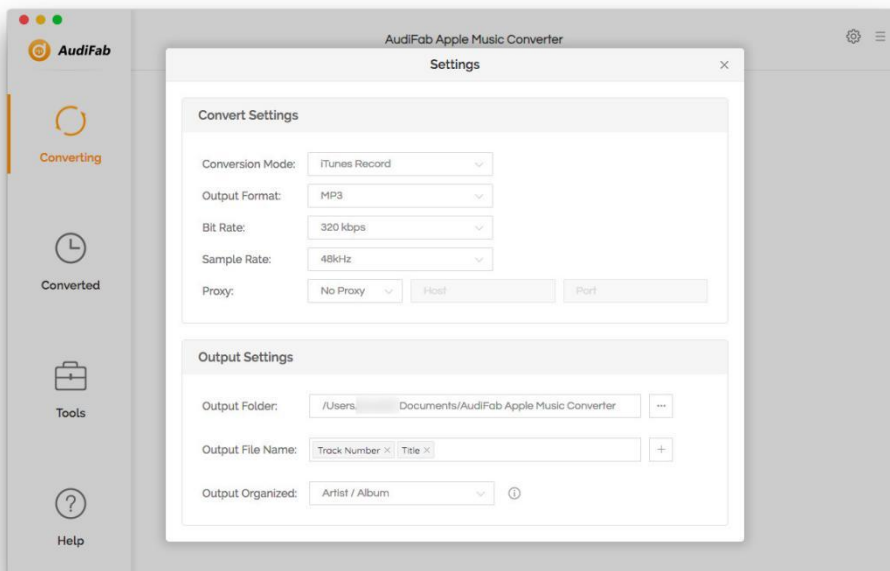 AudiFab
AudiFab Apple Music Converter
Settings
Converting
Converted
Tools
Help
Convert Settings
Conversion Mode: iTunes Record
Output Format: MP3
Bit Rate: 320 kbps
Sample Rate: 48kHz
Proxy: No Proxy Host Port
Output Settings
Output Folder: /Users/ Documents/AudiFab Apple Music Converter ...
Output File Name: Track Number × Title × +
Output Organized: Artist / Album